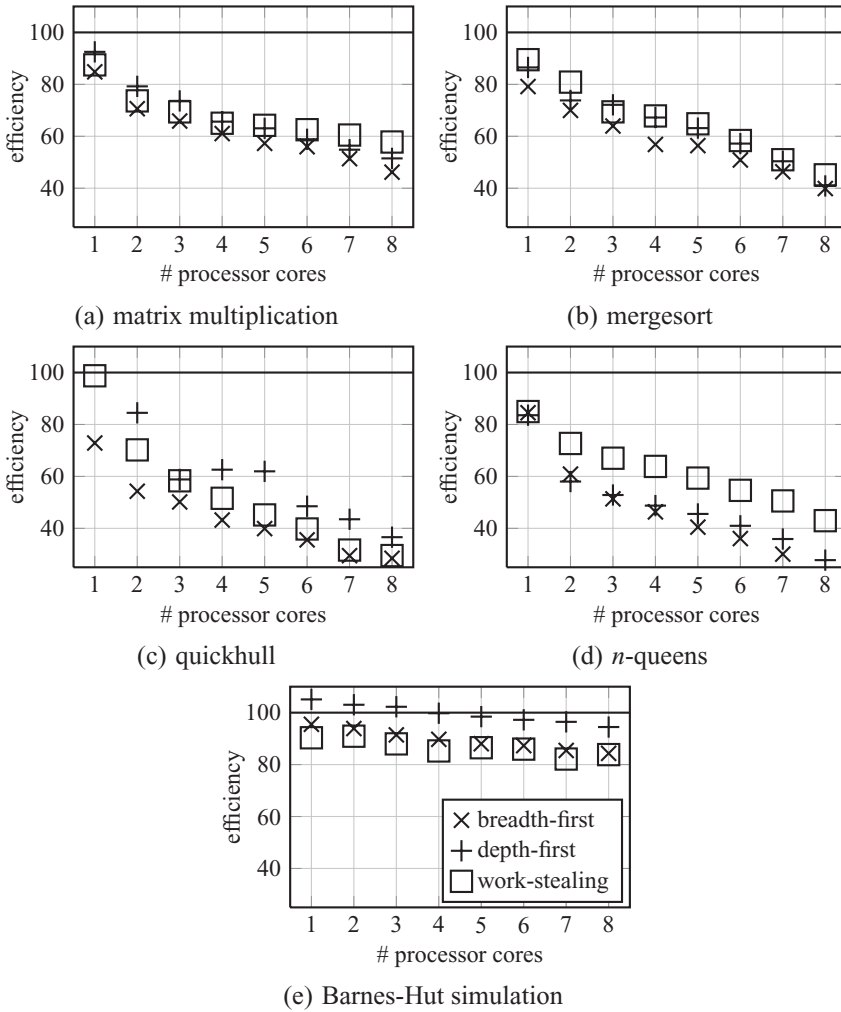 100
80
60
40
efficiency
1 2 3 4 5 6 7 8
# processor cores
(a) matrix multiplication
100
80
60
40
efficiency
1 2 3 4 5 6 7 8
# processor cores
(b) mergesort
100
80
60
40
efficiency
1 2 3 4 5 6 7 8
# processor cores
(c) quickhull
100
80
60
40
efficiency
1 2 3 4 5 6 7 8
# processor cores
(d) n-queens
100
80
60
40
efficiency
breadth-first
depth-first
work-stealing
1 2 3 4 5 6 7 8
# processor cores
(e) Barnes-Hut simulation